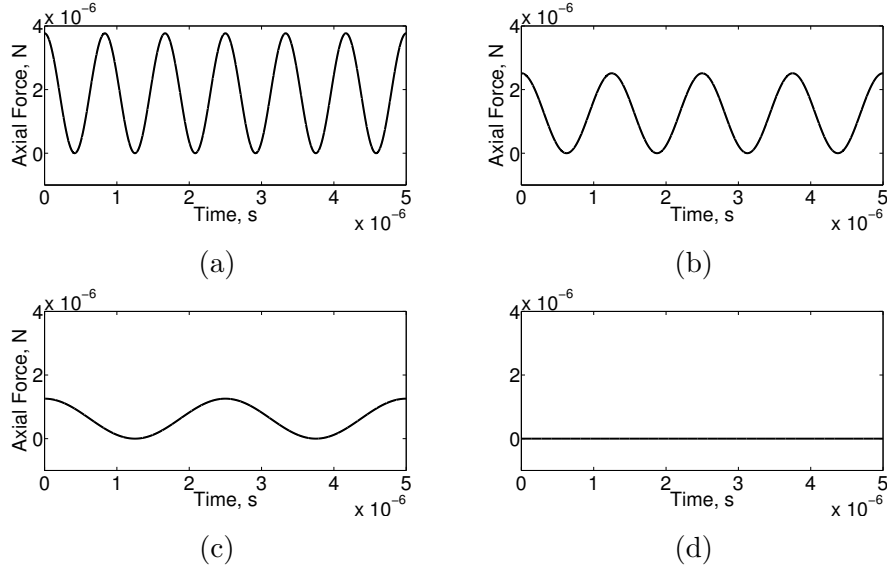 x 10⁻⁶
4
2
0
Axial Force, N
0 1 2 3 4 5
Time, s
x 10⁻⁶
(a)
x 10⁻⁶
4
2
0
Axial Force, N
0 1 2 3 4 5
Time, s
x 10⁻⁶
(b)
x 10⁻⁶
4
2
0
Axial Force, N
0 1 2 3 4 5
Time, s
x 10⁻⁶
(c)
x 10⁻⁶
4
2
0
0 1 2 3 4 5
Time, s
x 10⁻⁶
(d)